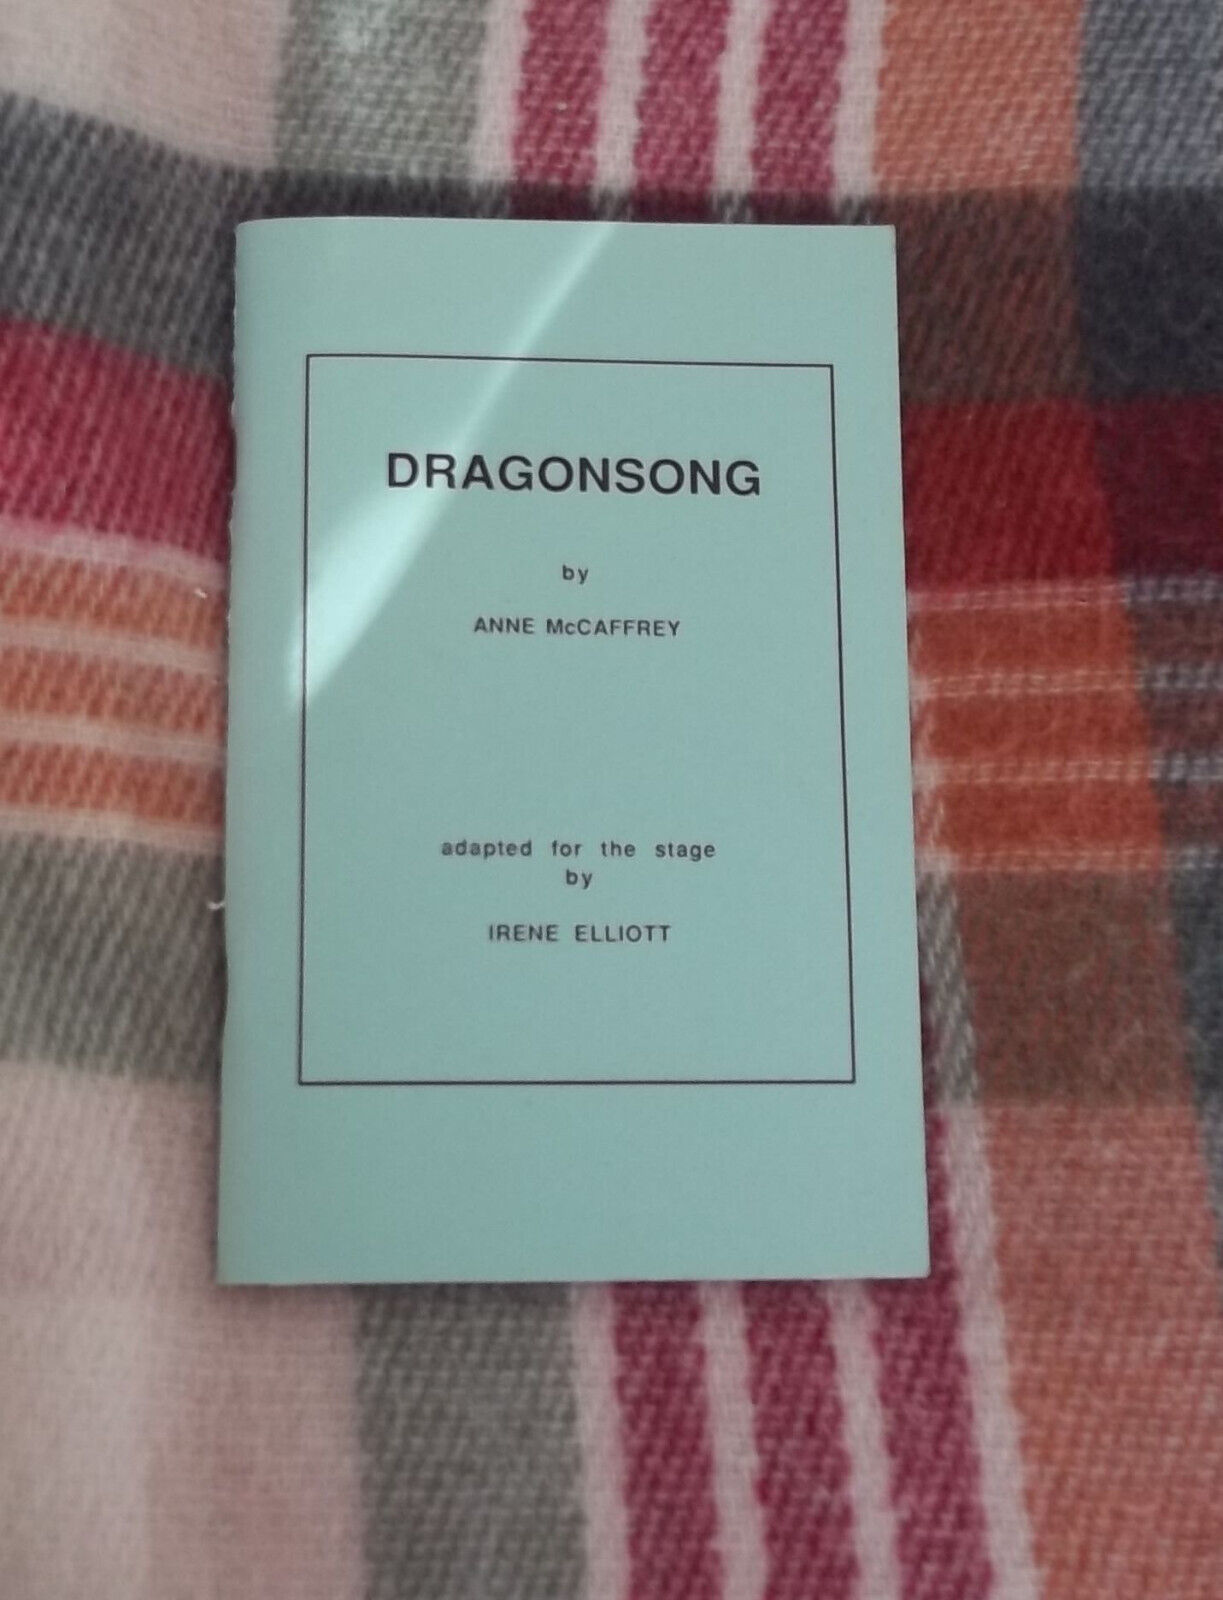 DRAGONSONG
by
ANNE McCAFFREY
adapted for the stage
by
IRENE ELLIOTT